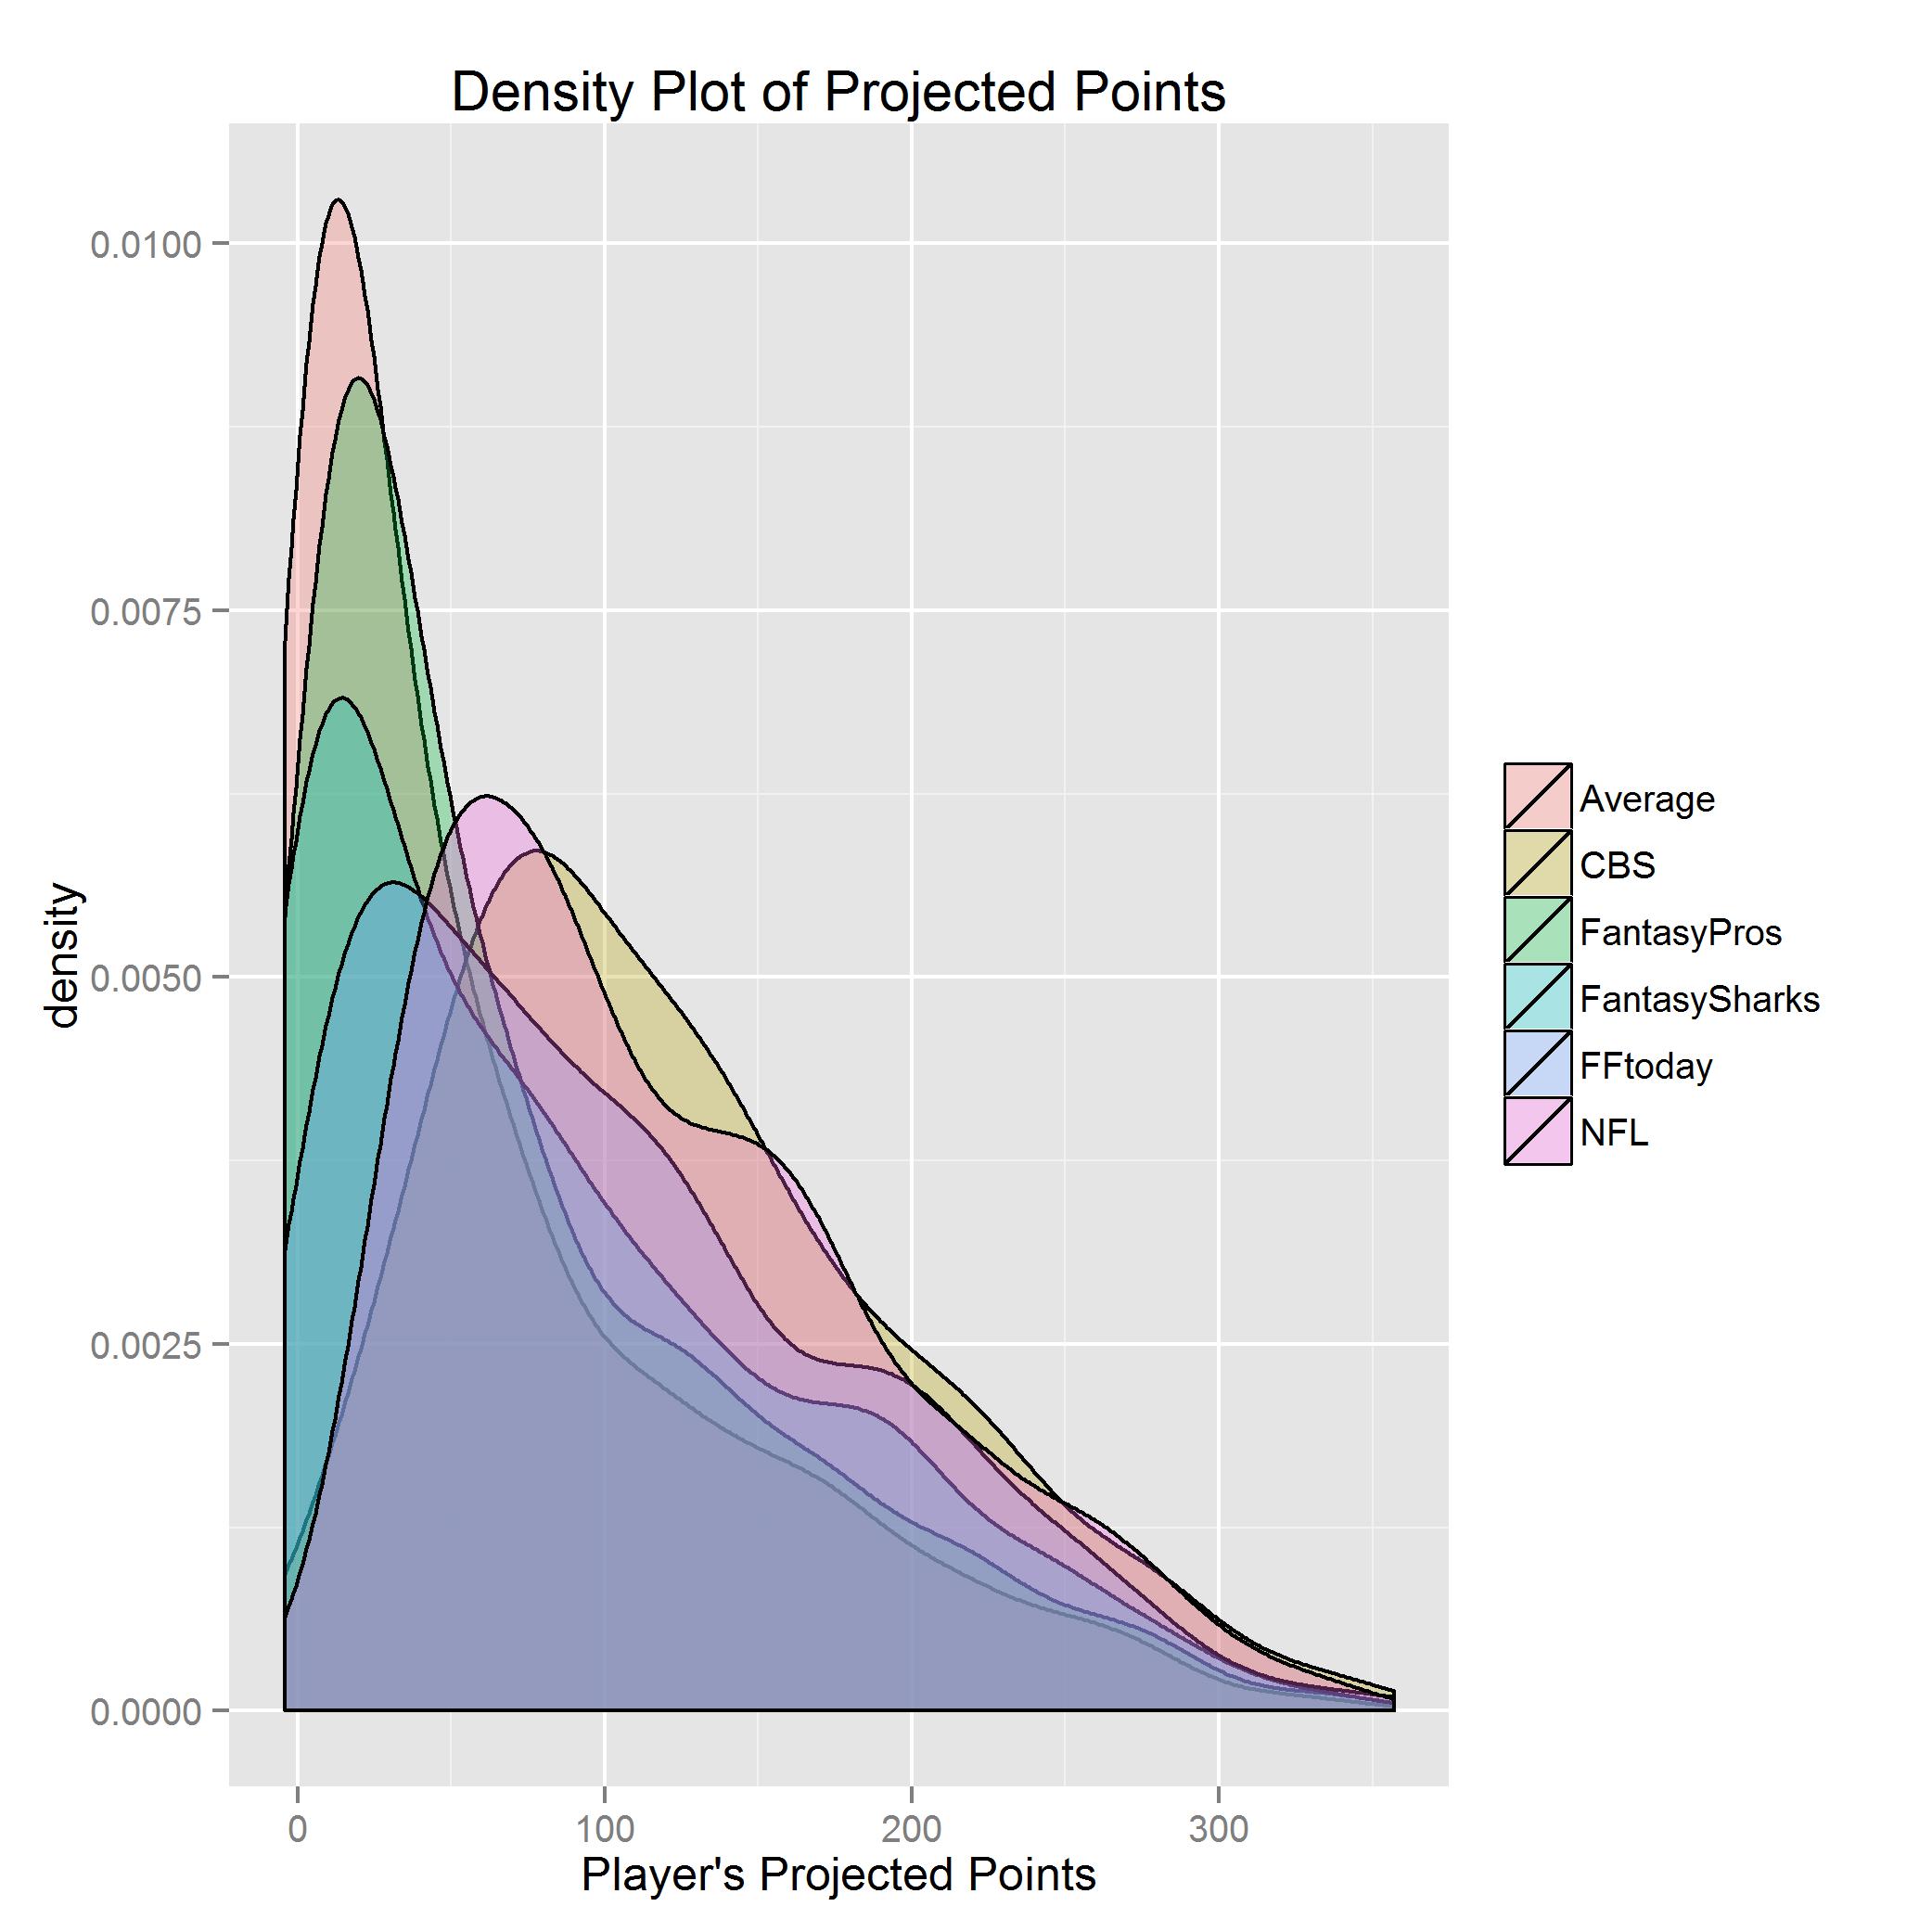 Density Plot of Projected Points
density
0.0100
0.0075
0.0050
0.0025
0.0000
0 100 200 300
Player's Projected Points
Average
CBS
FantasyPros
FantasySharks
FFtoday
NFL